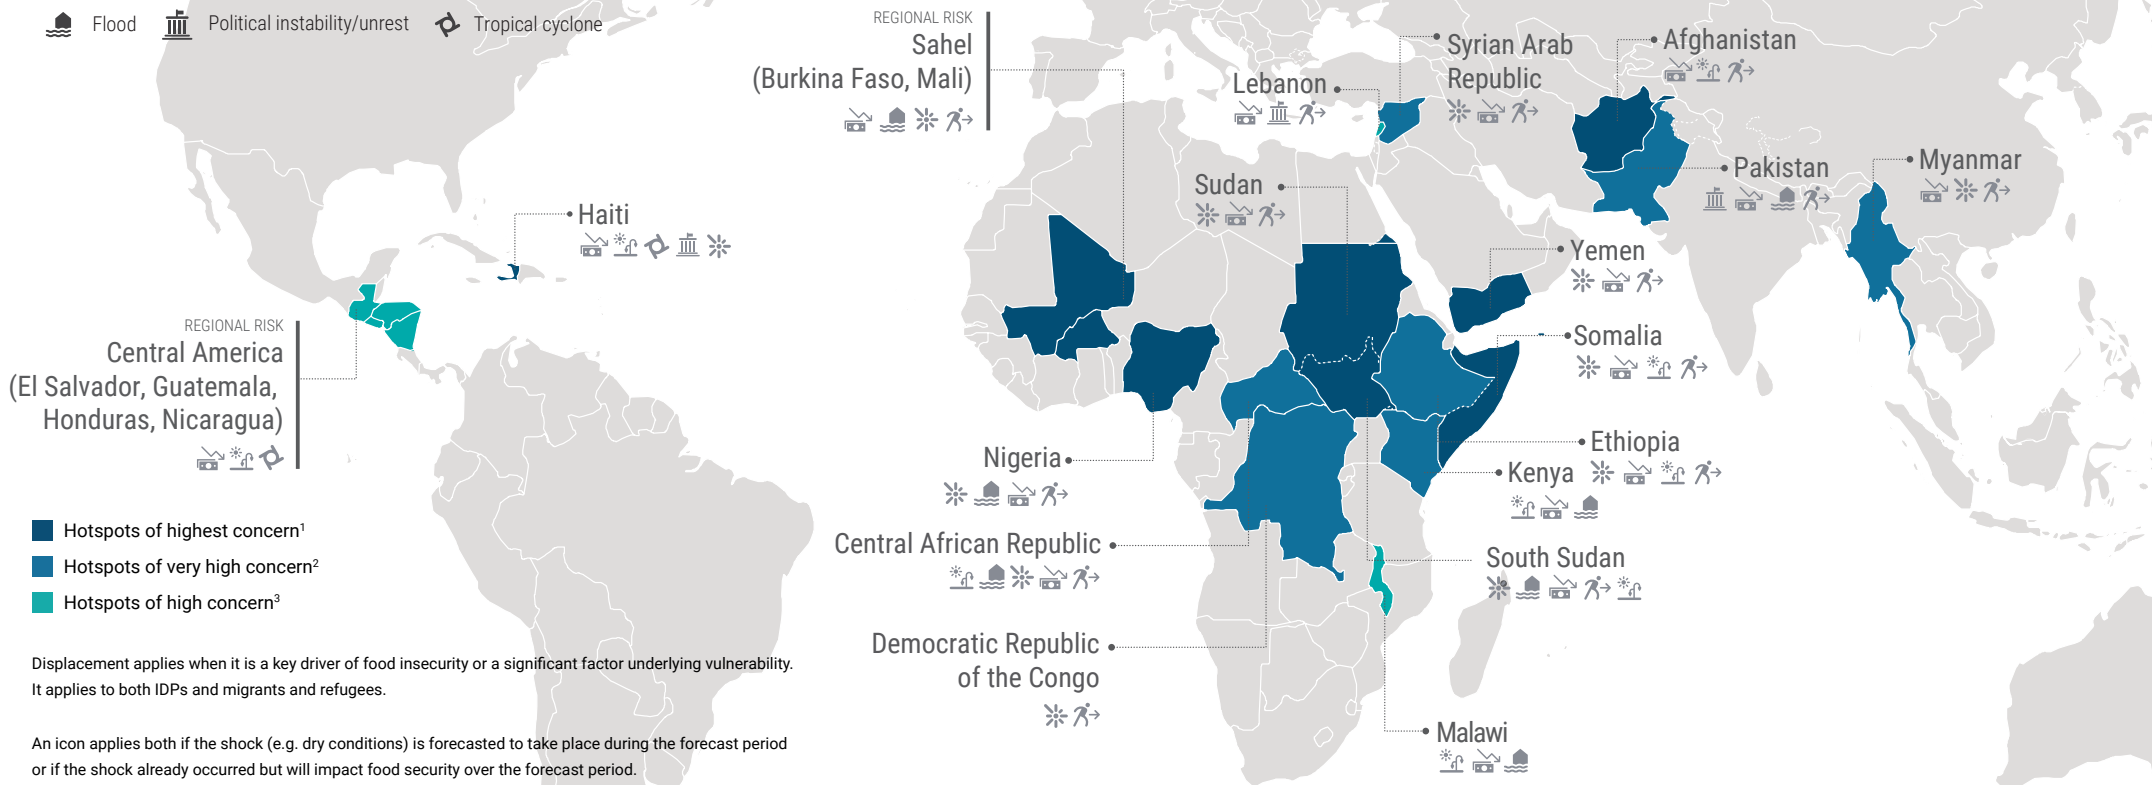 Flood
Political instability/unrest
Tropical cyclone
REGIONAL RISK
Sahel
(Burkina Faso, Mali)
Lebanon
Syrian Arab
Republic
Afghanistan
Pakistan
Myanmar
Sudan
Haiti
Yemen
Somalia
REGIONAL RISK
Central America
(El Salvador, Guatemala,
Honduras, Nicaragua)
Nigeria
Ethiopia
Kenya
Central African Republic
South Sudan
Democratic Republic
of the Congo
Malawi
Hotspots of highest concern¹
Hotspots of very high concern²
Hotspots of high concern³
Displacement applies when it is a key driver of food insecurity or a significant factor underlying vulnerability.
It applies to both IDPs and migrants and refugees.
An icon applies both if the shock (e.g. dry conditions) is forecasted to take place during the forecast period
or if the shock already occurred but will impact food security over the forecast period.